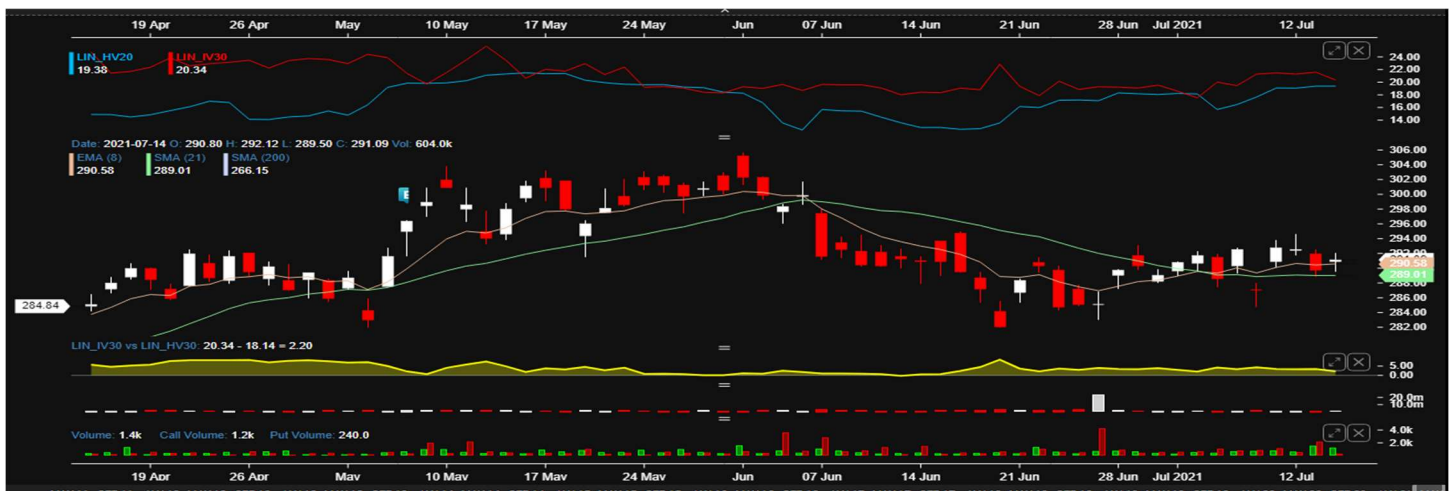 19 Apr 26 Apr May 10 May 17 May 24 May Jun 07 Jun 14 Jun 21 Jun 28 Jun Jul 2021 12 Jul
LIN_HV20 LIN_IV30
19.38 20.34
24.00
22.00
20.00
18.00
16.00
14.00
Date: 2021-07-14 O: 290.80 H: 292.12 L: 289.50 C: 291.09 Vol: 604.0k
EMA (8) SMA (21) SMA (200)
290.58 289.01 266.15
E
306.00
304.00
302.00
300.00
298.00
296.00
294.00
290.58
289.01
288.00
286.00
284.84
284.00
282.00
LIN_IV30 vs LIN_HV30: 20.34 - 18.14 = 2.20
5.00
0.00
20.0m
10.0m
Volume: 1.4k Call Volume: 1.2k Put Volume: 240.0
4.0k
2.0k
19 Apr 26 Apr May 10 May 17 May 24 May Jun 07 Jun 14 Jun 21 Jun 28 Jun Jul 2021 12 Jul